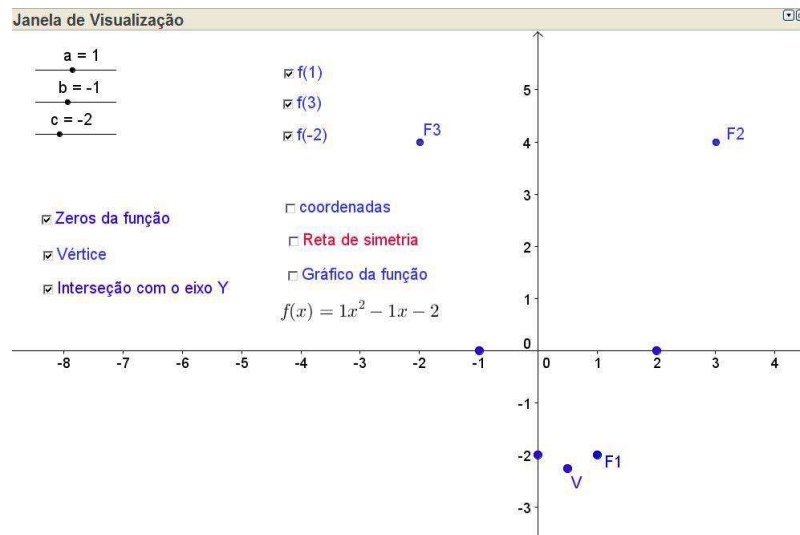 Janela de Visualização
a = 1
b = -1
c = -2
f(1)
f(3)
f(-2)
Zeros da função
Vértice
Interseção com o eixo Y
coordenadas
Reta de simetria
Gráfico da função
f(x) = 1x² − 1x − 2
F3
F2
F1
V
5
4
3
2
1
0
-1
-2
-3
-8 -7 -6 -5 -4 -3 -2 -1 0 1 2 3 4